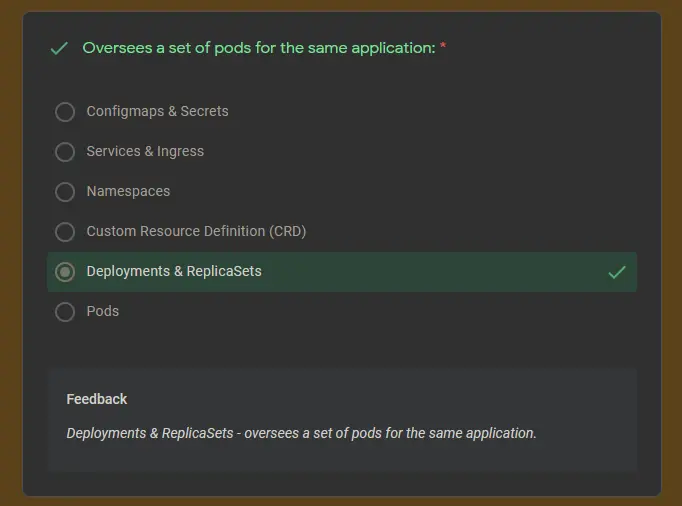 Oversees a set of pods for the same application: *
Configmaps & Secrets
Services & Ingress
Namespaces
Custom Resource Definition (CRD)
Deployments & ReplicaSets
Pods
Feedback
Deployments & ReplicaSets - oversees a set of pods for the same application.